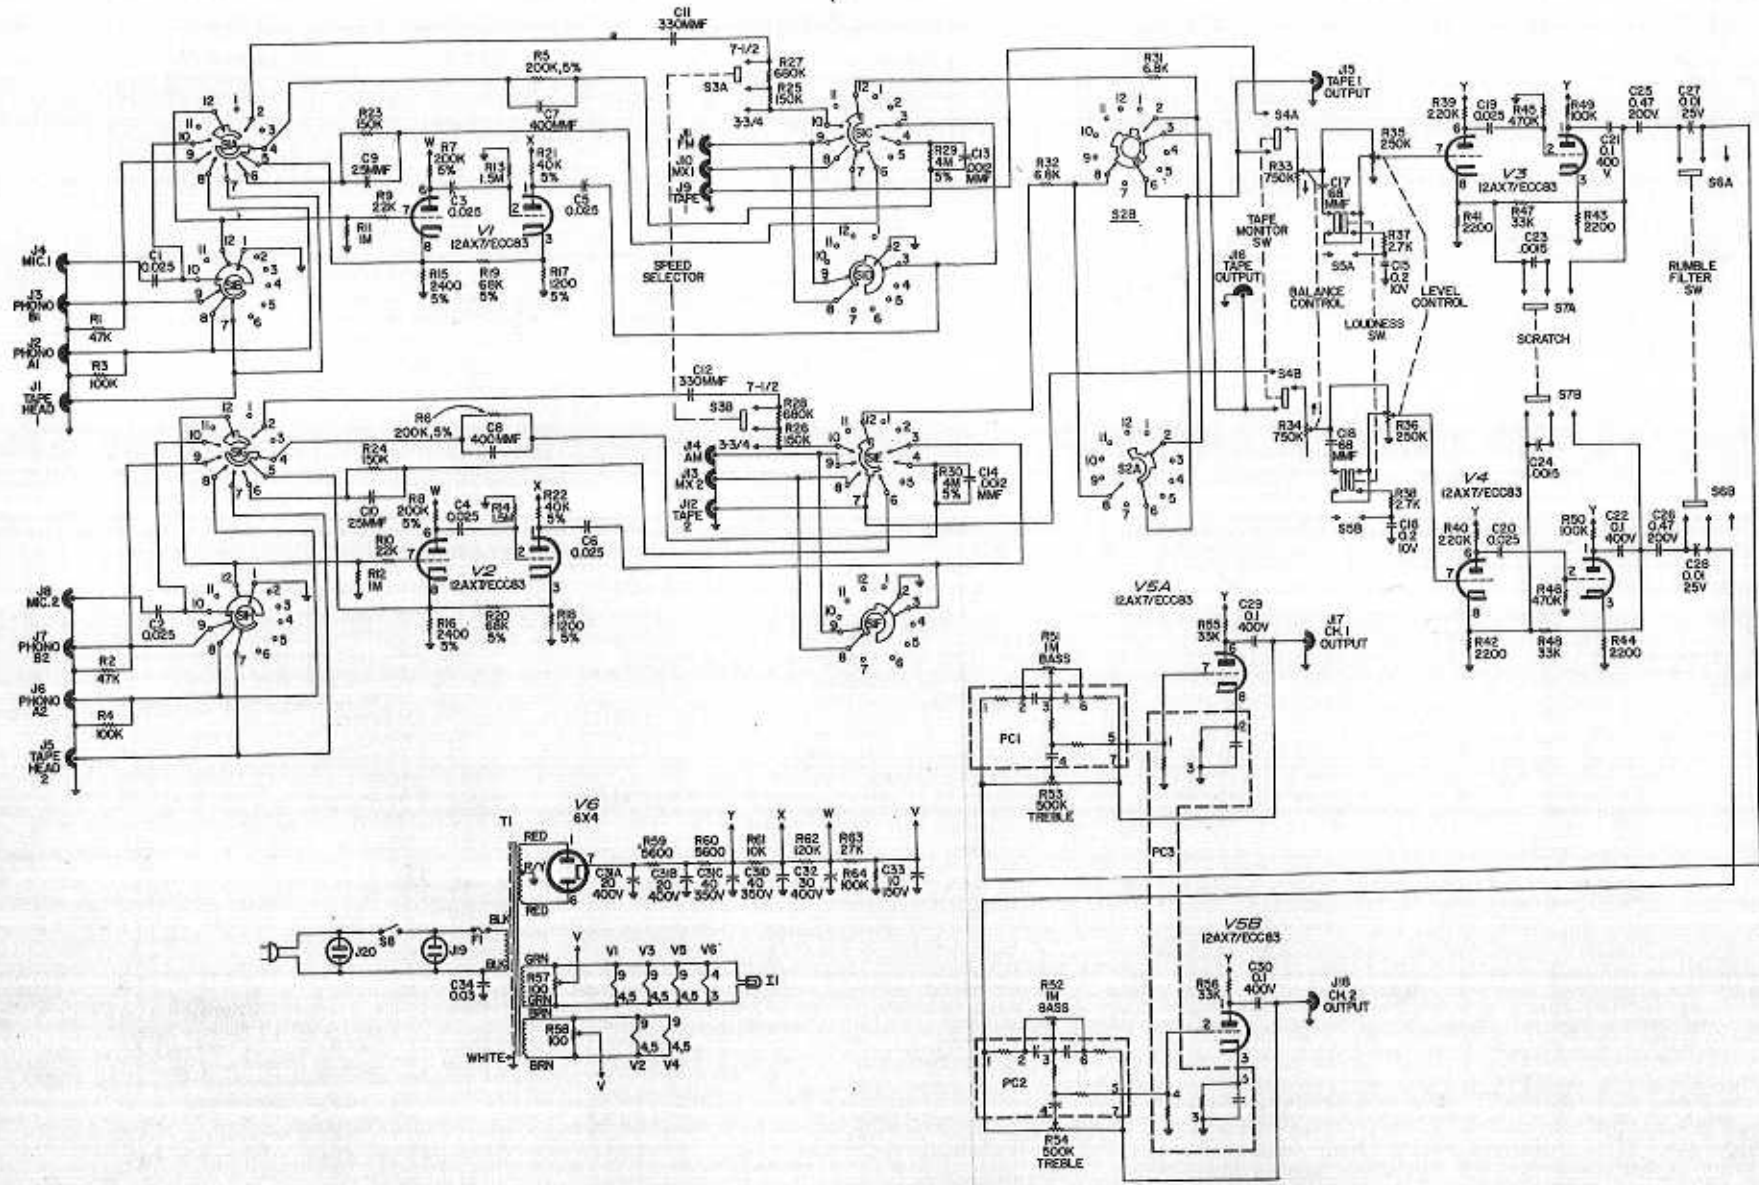 C11
330MMF
R5
200K,5%
C7
400MMF
7-1/2
S3A
3-3/4
R27
680K
R25
150K
R23
150K
C9
25MMF
R9
22K
R11
1M
W
R7
200K
5%
C3
0.025
R13
1.5M
X
R21
40K
5%
C5
0.025
V1
12AX7/ECC83
R15
2400
5%
R19
68K
5%
R17
1200
5%
S1A
S1B
J4
MIC.1
C1
0.025
J3
PHONO
B1
R1
47K
J2
PHONO
A1
R3
100K
J1
TAPE
HEAD
1
SPEED
SELECTOR
FM
J10
MX1
J9
TAPE
1
S1C
S1D
R29
4M
5%
C13
.0012
MMF
R31
6.8K
R32
6.8K
S2B
S2A
J15
TAPE 1
OUTPUT
J16
TAPE
OUTPUT
S4A
TAPE
MONITOR
SW
S4B
R33
750K
R34
750K
BALANCE
CONTROL
C17
68
MMF
S5A
R35
250K
R37
2.7K
C15
0.2
10V
LEVEL
CONTROL
LOUDNESS
SW
C18
68
MMF
S5B
R36
250K
R38
2.7K
C16
0.2
10V
Y
R39
220K
C19
0.025
R45
470K
Y
R49
100K
C21
0.1
400
V
C25
0.47
200V
C27
0.01
25V
V3
12AX7/ECC83
R41
2200
R47
33K
C23
.0015
R43
2200
S6A
RUMBLE
FILTER
SW
S6B
S7A
SCRATCH
S7B
C24
.0015
V4
12AX7/ECC83
Y
R40
220K
C20
0.025
R46
470K
Y
R50
100K
C22
0.1
400V
C26
0.47
200V
C28
0.01
25V
R42
2200
R48
33K
R44
2200
C12
330MMF
7-1/2
S3B
3-3/4
R28
680K
R26
150K
R6
200K,5%
C8
400MMF
R24
150K
C10
25MMF
R10
22K
R12
1M
W
R8
200K
5%
C4
0.025
R14
1.5M
X
R22
40K
5%
C6
0.025
V2
12AX7/ECC83
R16
2400
5%
R20
68K
5%
R18
1200
5%
J8
MIC.2
C2
0.025
J7
PHONO
B2
R2
47K
J6
PHONO
A2
R4
100K
J5
TAPE
HEAD
2
J14
AM
J13
MX 2
J12
TAPE
2
S1E
S1F
R30
4M
5%
C14
.0012
MMF
V5A
12AX7/ECC83
Y
R55
33K
C29
0.1
400V
J17
CH.1
OUTPUT
R51
1M
BASS
PC1
R53
500K
TREBLE
PC3
V5B
12AX7/ECC83
Y
R56
33K
C30
0.1
400V
J18
CH.2
OUTPUT
R52
1M
BASS
PC2
R54
500K
TREBLE
V6
6X4
T1
RED
R/Y
RED
R59
5600
R60
5600
Y
R61
10K
X
R62
120K
W
R63
27K
V
C31A
20
400V
C31B
20
400V
C31C
40
350V
C31D
40
350V
C32
30
400V
R64
100K
C33
10
150V
BLK
F1
S8
J20
J19
BLK
C34
0.03
GRN
R57
100
GRN
V1 V3 V5 V6
I1
BRN
R58
100
BRN
V2 V4
V
WHITE